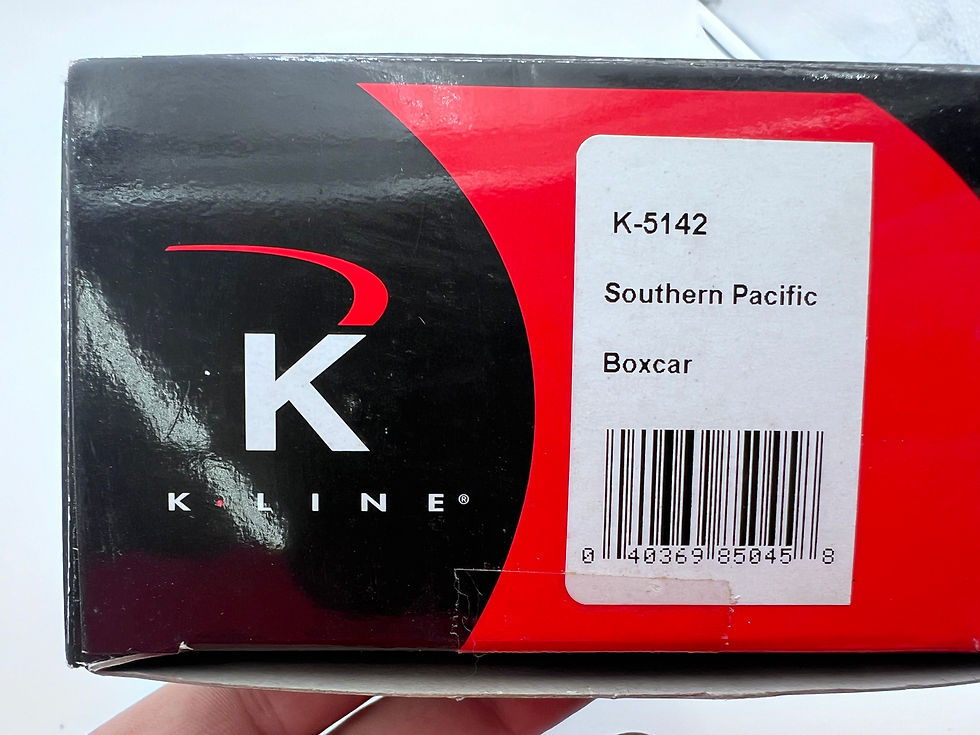 K
K·LINE®
K-5142
Southern Pacific
Boxcar
0 40369 85045 8